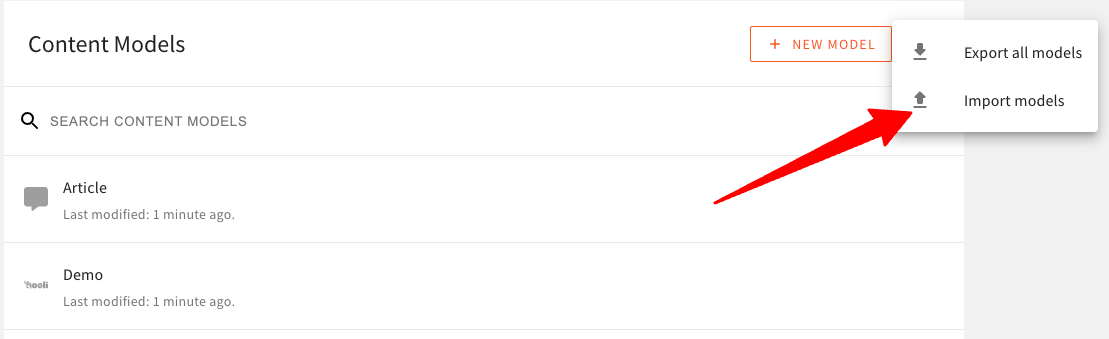 Content Models
+ NEW MODEL
Export all models
Import models
SEARCH CONTENT MODELS
Article
Last modified: 1 minute ago.
Demo
Last modified: 1 minute ago.